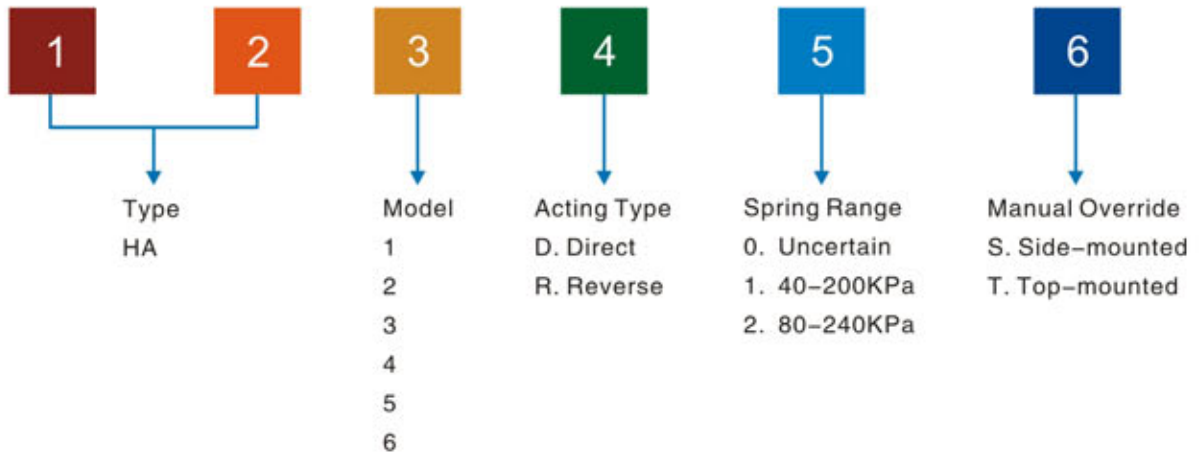 1 2 3 4 5 6
Type Model Acting Type Spring Range Manual Override
HA 1 D. Direct 0. Uncertain S. Side-mounted
2 R. Reverse 1. 40-200KPa T. Top-mounted
3 2. 80-240KPa
4
5
6